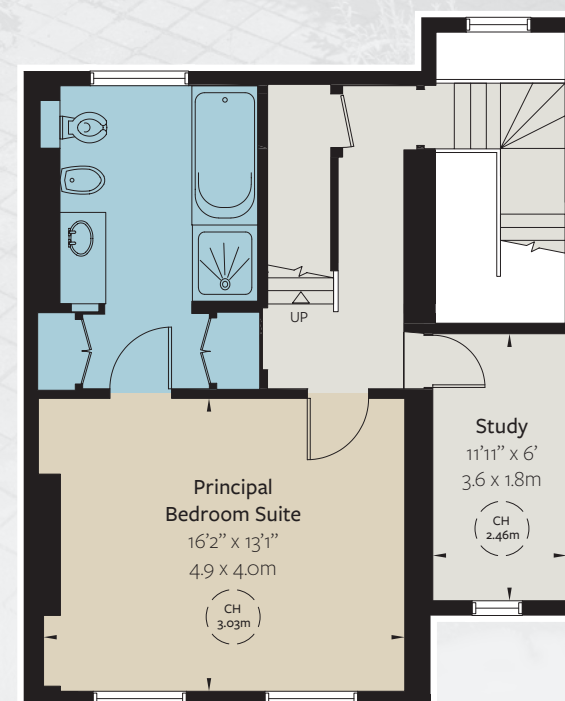 UP
Study
11’11’’ x 6’
3.6 x 1.8m
CH
2.46m
Principal
Bedroom Suite
16’2’’ x 13’1’’
4.9 x 4.0m
CH
3.03m